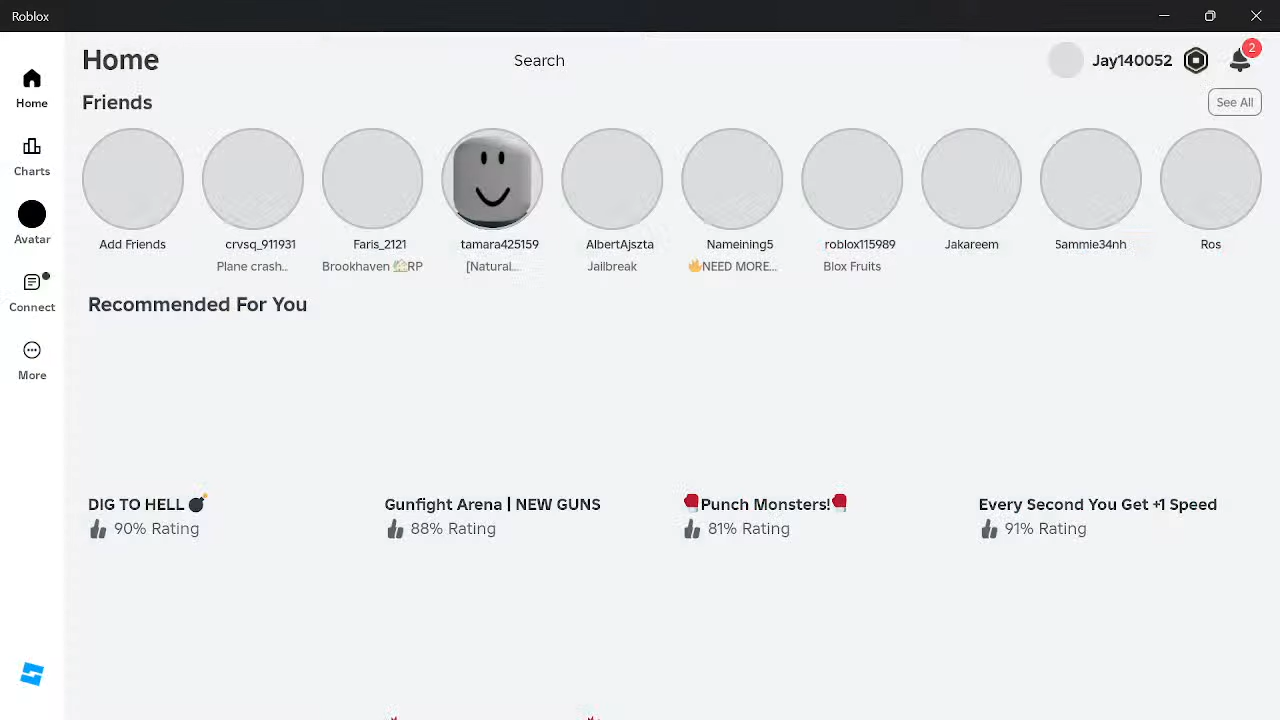 Roblox
Home
Search
Jay140052
2
Home
Friends
See All
Charts
Avatar
Add Friends
crvsq_911931
Faris_2121
tamara425159
AlbertAjszta
Nameining5
roblox115989
Jakareem
Sammie34nh
Ros
Plane crash..
Brookhaven 🏡RP
[Natural...
Jailbreak
🔥NEED MORE...
Blox Fruits
Connect
Recommended For You
More
DIG TO HELL 💣
Gunfight Arena | NEW GUNS
🥊Punch Monsters!🥊
Every Second You Get +1 Speed
90% Rating
88% Rating
81% Rating
91% Rating